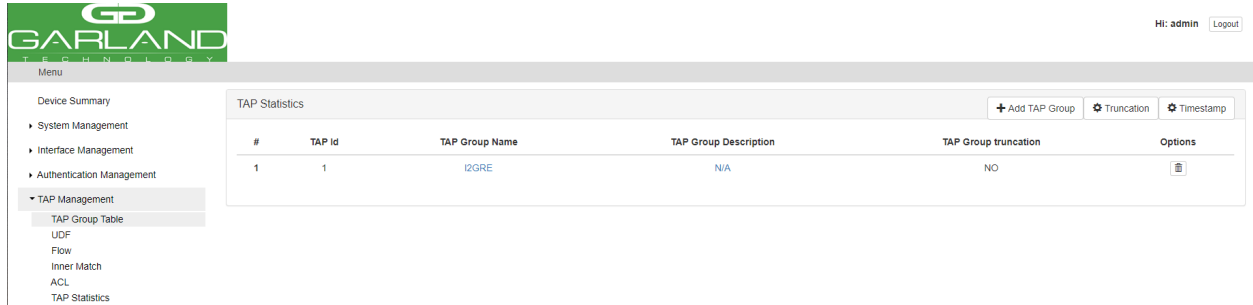 GARLAND
TECHNOLOGY
Hi: admin Logout
Menu
Device Summary
System Management
Interface Management
Authentication Management
TAP Management
TAP Group Table
UDF
Flow
Inner Match
ACL
TAP Statistics
TAP Statistics
Add TAP Group Truncation Timestamp
# TAP Id TAP Group Name TAP Group Description TAP Group truncation Options
1 1 I2GRE N/A NO